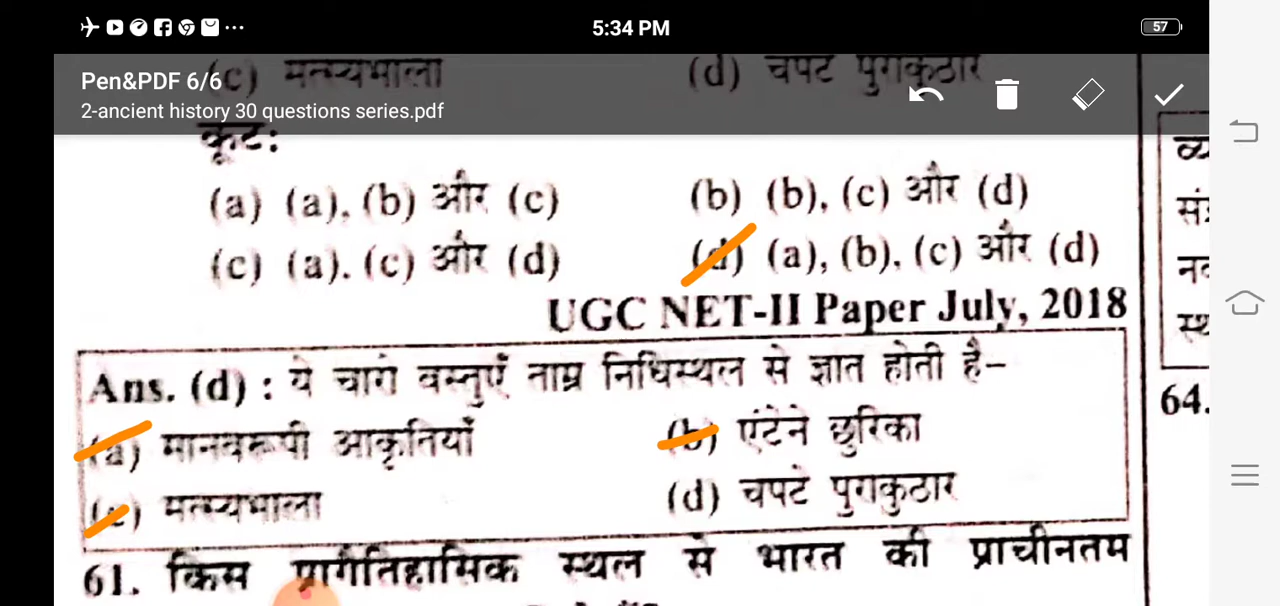 5:34 PM
57
Pen&PDF 6/6
2-ancient history 30 questions series.pdf
(c) मत्स्यभाला (d) चपटे पुराकुठार
कूट:
(a) (a), (b) और (c) (b) (b), (c) और (d)
(c) (a). (c) और (d) (d) (a), (b), (c) और (d)
UGC NET-II Paper July, 2018
Ans. (d) : ये चारों वस्तुएँ ताम्र निधिस्थल से ज्ञात होती है–
(a) मानवरूपी आकृतियाँ (b) एंटेने छुरिका
(c) मत्स्यभाला (d) चपटे पुराकुठार
61. किस प्रागैतिहासिक स्थल से भारत की प्राचीनतम
64.